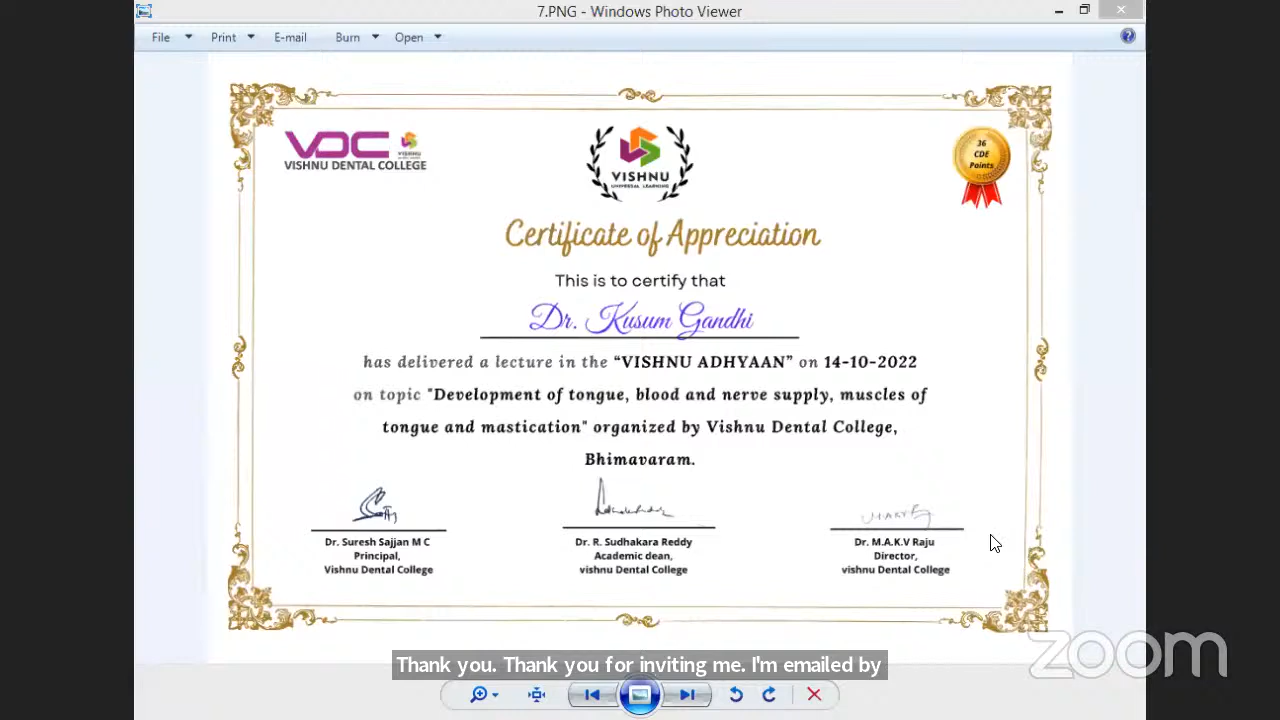 7.PNG - Windows Photo Viewer
File Print E-mail Burn Open
VDC
VISHNU
VISHNU DENTAL COLLEGE
VISHNU
UNIVERSAL LEARNING
36
CDE
Points
Certificate of Appreciation
This is to certify that
Dr. Kusum Gandhi
has delivered a lecture in the “VISHNU ADHYAAN” on 14-10-2022
on topic "Development of tongue, blood and nerve supply, muscles of
tongue and mastication" organized by Vishnu Dental College,
Bhimavaram.
Dr. Suresh Sajjan M C
Principal,
Vishnu Dental College
Dr. R. Sudhakara Reddy
Academic dean,
vishnu Dental College
Dr. M.A.K.V Raju
Director,
vishnu Dental College
zoom
Thank you. Thank you for inviting me. I'm emailed by